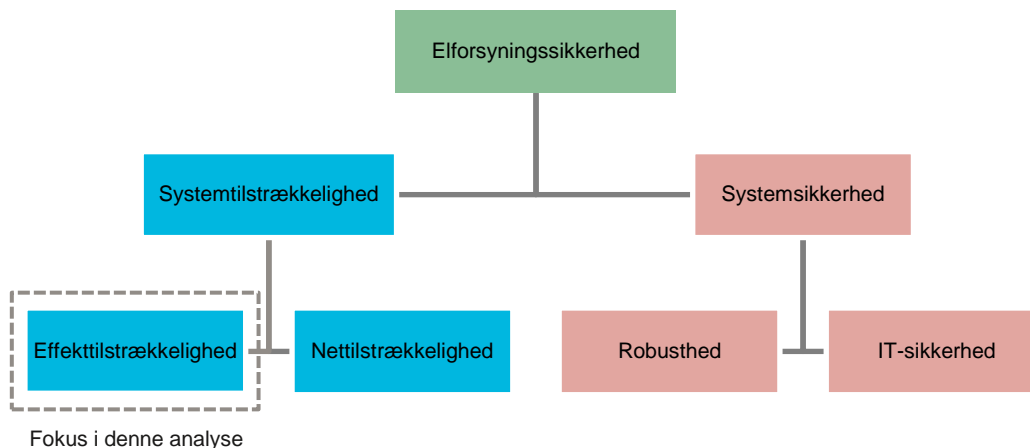 Elforsyningssikkerhed
Systemtilstrækkelighed
Systemsikkerhed
Effekttilstrækkelighed
Nettilstrækkelighed
Robusthed
IT-sikkerhed
Fokus i denne analyse